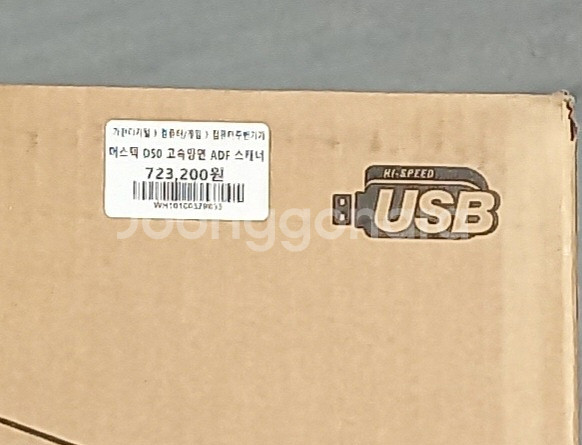 가전디지털 > 컴퓨터/게임 > 컴퓨터주변기기
머스텍 D50 고속양면 ADF 스캐너
723,200원
HI-SPEED
USB
Joonggonara